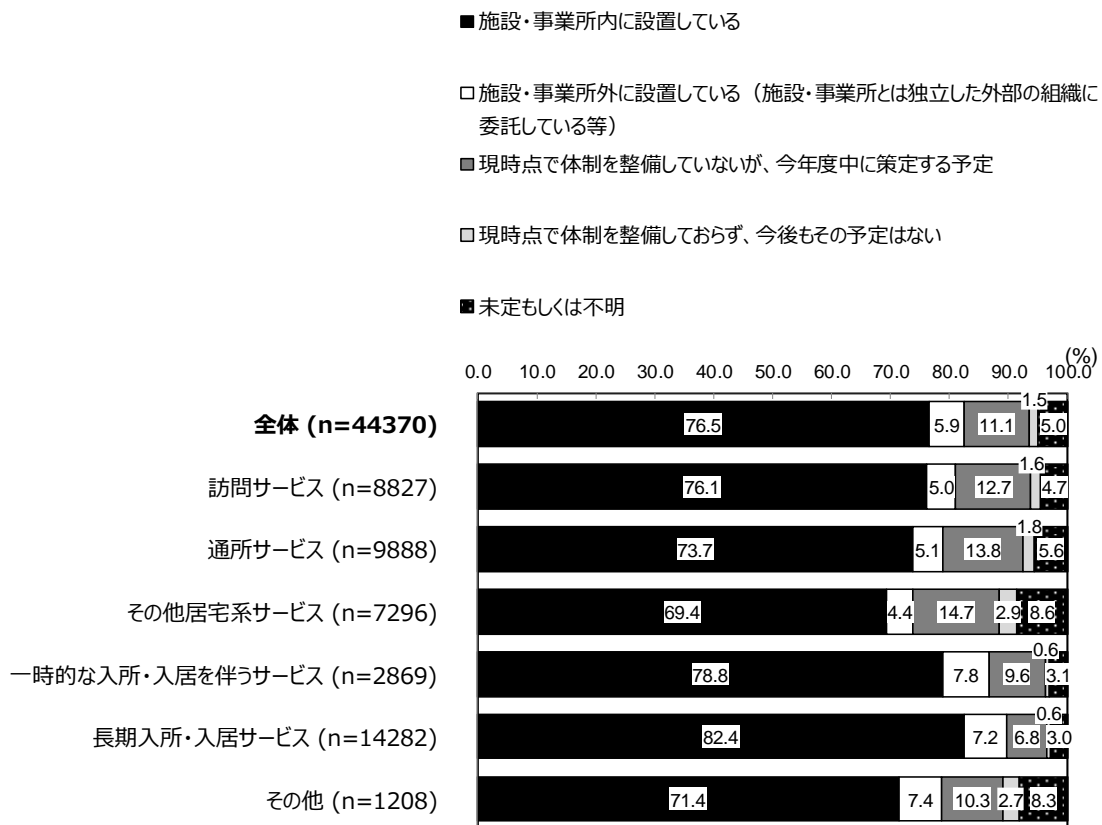 ■施設・事業所内に設置している
□施設・事業所外に設置している（施設・事業所とは独立した外部の組織に
委託している等）
■現時点で体制を整備していないが、今年度中に策定する予定
□現時点で体制を整備しておらず、今後もその予定はない
■未定もしくは不明
(%)
0.0 10.0 20.0 30.0 40.0 50.0 60.0 70.0 80.0 90.0 100.0
全体 (n=44370) 76.5 5.9 11.1 1.5 5.0
訪問サービス (n=8827) 76.1 5.0 12.7 1.6 4.7
通所サービス (n=9888) 73.7 5.1 13.8 1.8 5.6
その他居宅系サービス (n=7296) 69.4 4.4 14.7 2.9 8.6
一時的な入所・入居を伴うサービス (n=2869) 78.8 7.8 9.6 0.6 3.1
長期入所・入居サービス (n=14282) 82.4 7.2 6.8 0.6 3.0
その他 (n=1208) 71.4 7.4 10.3 2.7 8.3